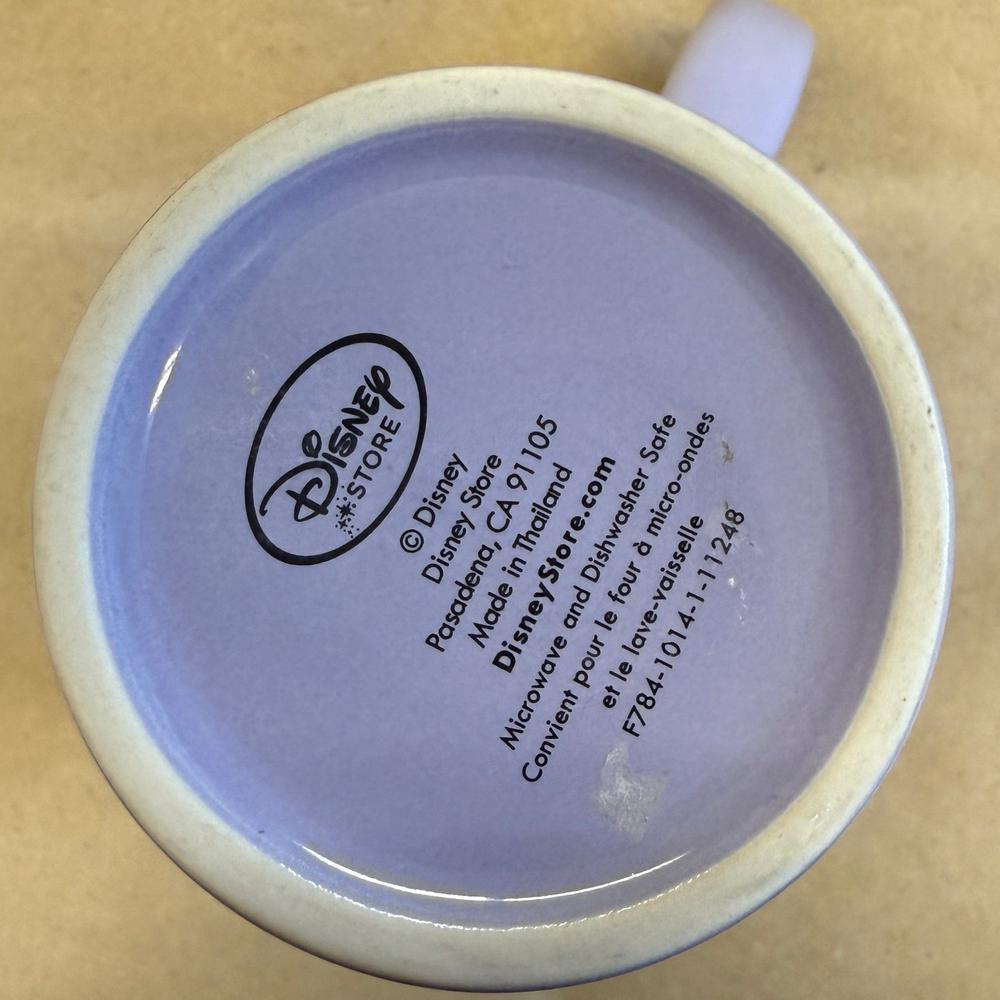 Disney
STORE
© Disney
Disney Store
Pasadena, CA 91105
Made in Thailand
DisneyStore.com
Microwave and Dishwasher Safe
Convient pour le four à micro-ondes
et le lave-vaisselle
F784-1014-1-11248